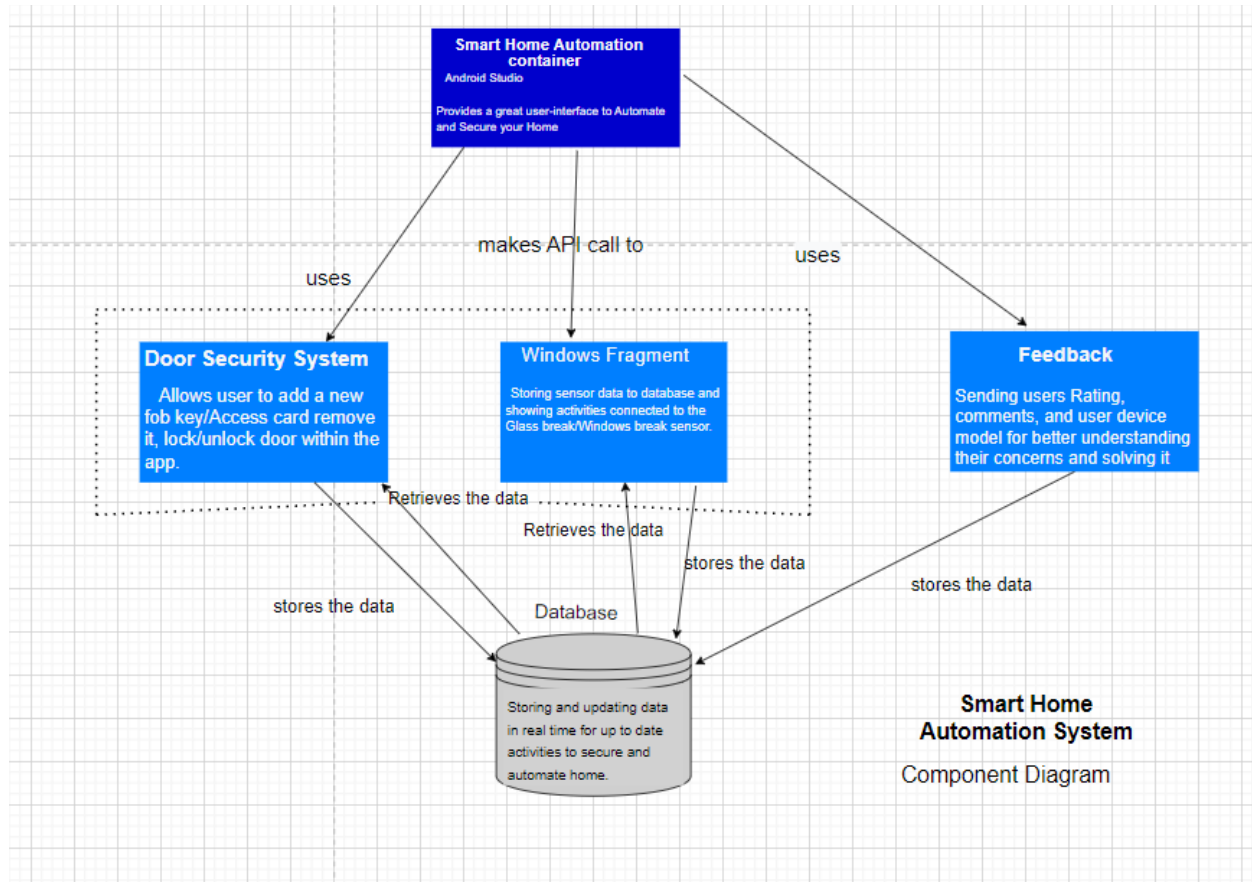 Smart Home Automation
container
Android Studio
Provides a great user-interface to Automate
and Secure your Home
makes API call to
uses
uses
Door Security System
Allows user to add a new
fob key/Access card remove
it, lock/unlock door within the
app.
Windows Fragment
Storing sensor data to database and
showing activities connected to the
Glass break/Windows break sensor.
Feedback
Sending users Rating,
comments, and user device
model for better understanding
their concerns and solving it
Retrieves the data
Retrieves the data
stores the data
stores the data
stores the data
Database
Storing and updating data
in real time for up to date
activities to secure and
automate home.
Smart Home
Automation System
Component Diagram